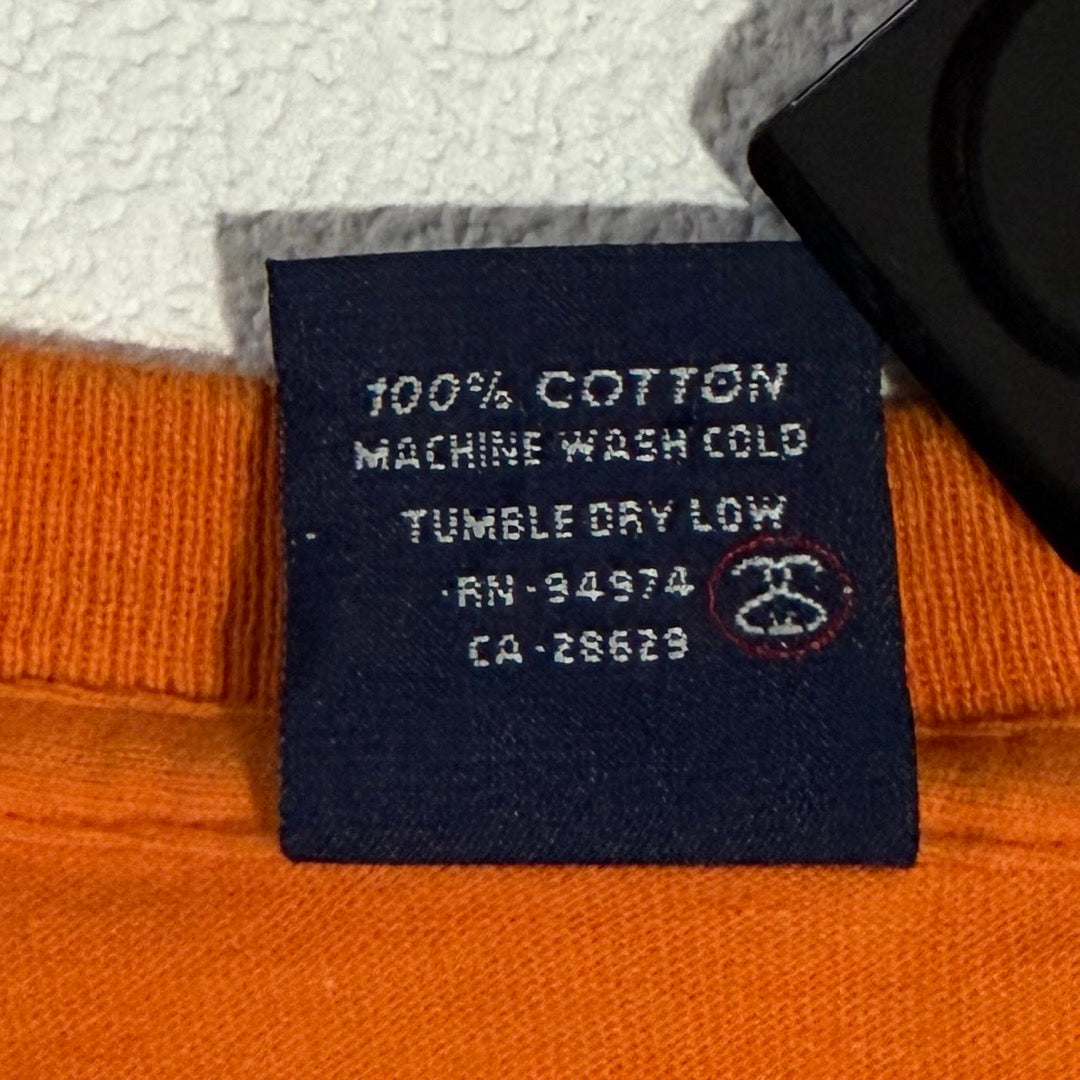 100% COTTON
MACHINE WASH COLD
TUMBLE DRY LOW
·RN·94974
CA·28629